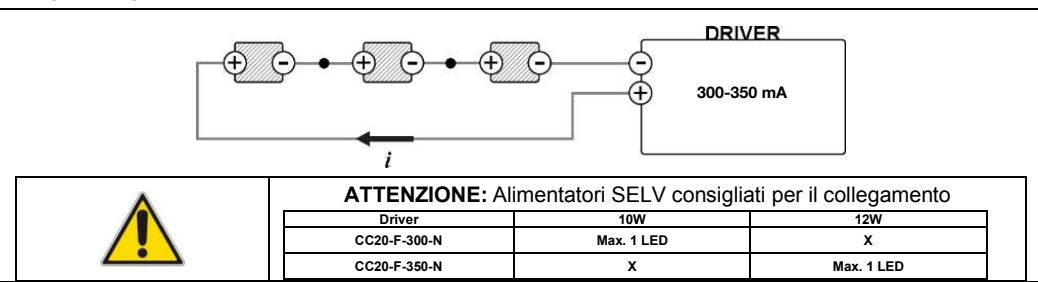 DRIVER
+ - + - + - -
300-350 mA
+
i
ATTENZIONE: Alimentatori SELV consigliati per il collegamento
Driver 10W 12W
CC20-F-300-N Max. 1 LED X
CC20-F-350-N X Max. 1 LED